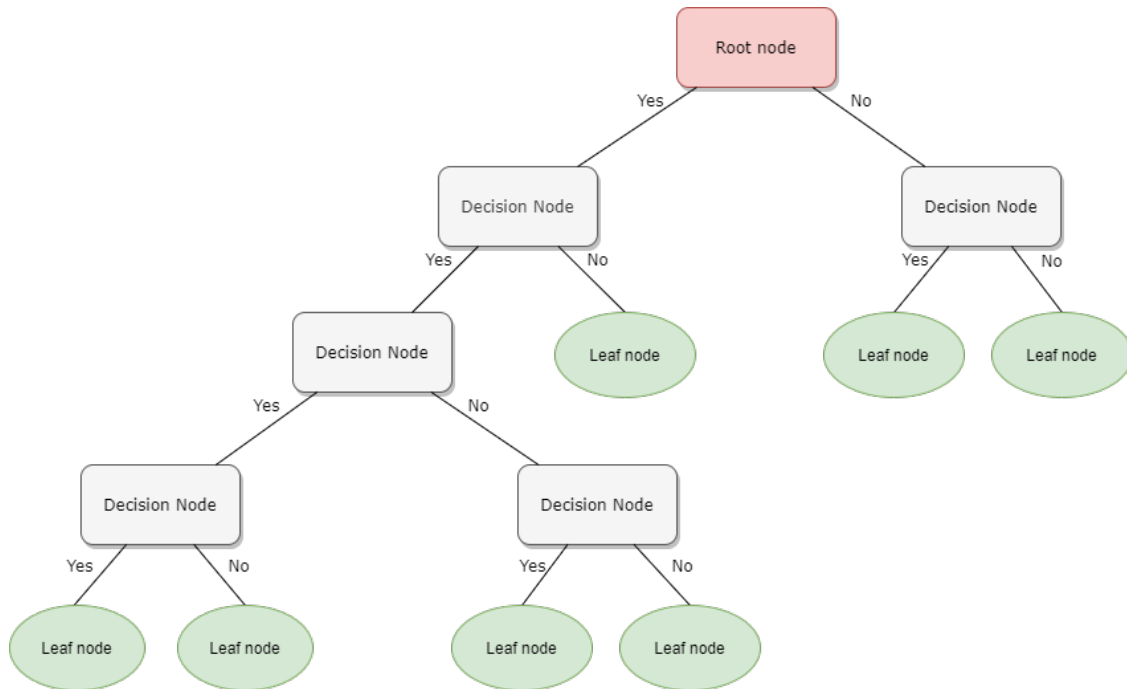 Root node
Yes
No
Decision Node
Decision Node
Yes
No
Yes
No
Decision Node
Leaf node
Leaf node
Leaf node
Yes
No
Decision Node
Decision Node
Yes
No
Yes
No
Leaf node
Leaf node
Leaf node
Leaf node